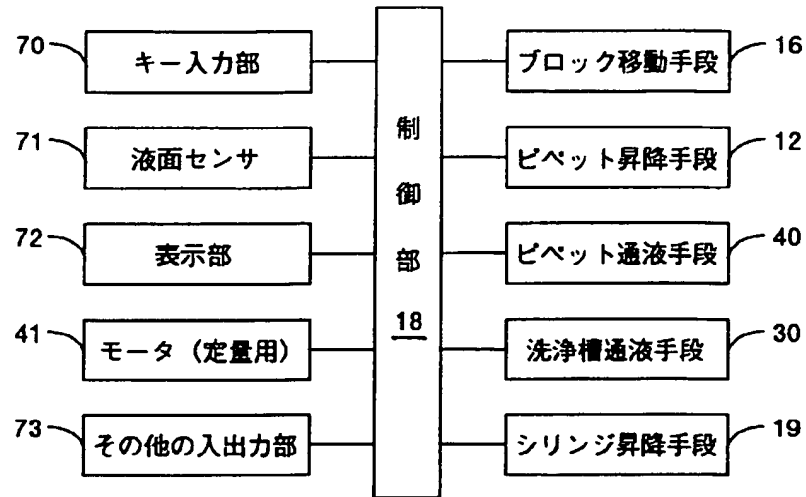 70
キー入力部
71
液面センサ
72
表示部
41
モータ（定量用）
73
その他の入出力部
制
御
部
18
ブロック移動手段
16
ピペット昇降手段
12
ピペット通液手段
40
洗浄槽通液手段
30
シリンジ昇降手段
19